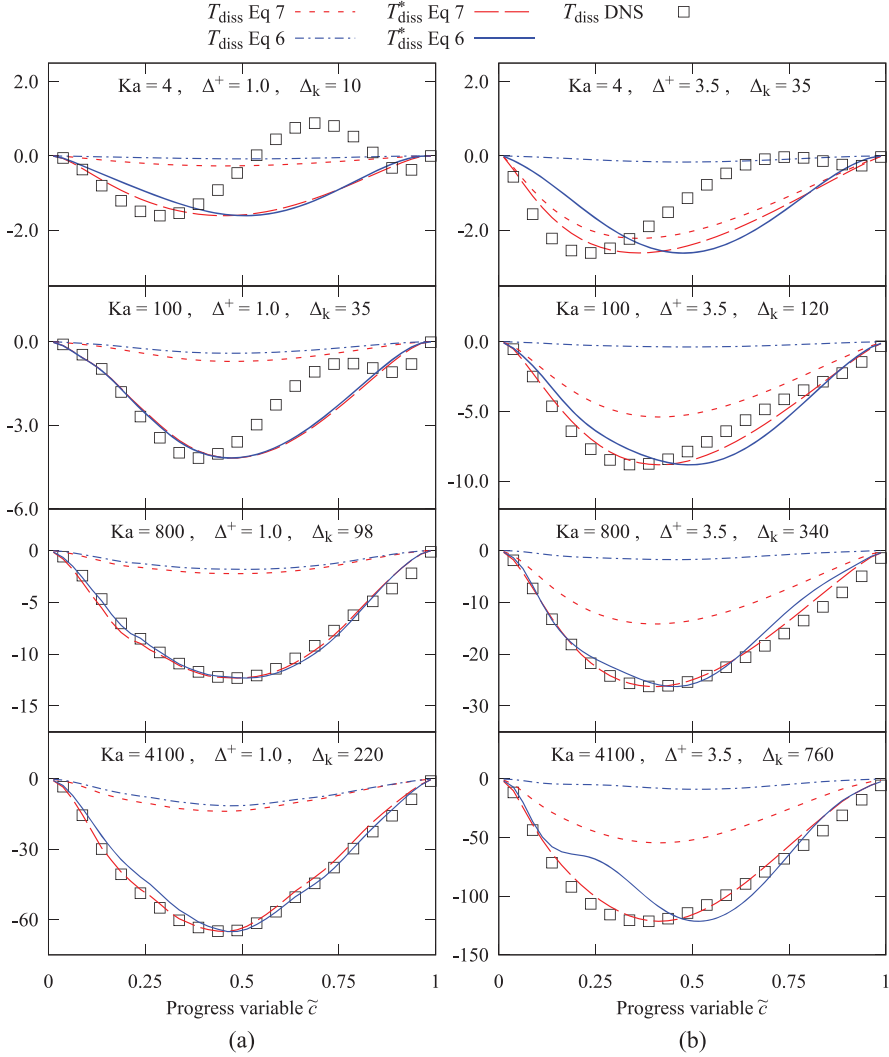 T_diss Eq 7 T*_diss Eq 7 T_diss DNS
T_diss Eq 6 T*_diss Eq 6
Ka = 4 , Δ⁺ = 1.0 , Δₖ = 10
2.0
0.0
-2.0
Ka = 4 , Δ⁺ = 3.5 , Δₖ = 35
2.0
0.0
-2.0
Ka = 100 , Δ⁺ = 1.0 , Δₖ = 35
0.0
-3.0
-6.0
Ka = 100 , Δ⁺ = 3.5 , Δₖ = 120
0.0
-5.0
-10.0
Ka = 800 , Δ⁺ = 1.0 , Δₖ = 98
0
-5
-10
-15
Ka = 800 , Δ⁺ = 3.5 , Δₖ = 340
0
-10
-20
-30
Ka = 4100 , Δ⁺ = 1.0 , Δₖ = 220
0
-30
-60
Ka = 4100 , Δ⁺ = 3.5 , Δₖ = 760
0
-50
-100
-150
0 0.25 0.5 0.75 1
0 0.25 0.5 0.75 1
Progress variable c̃
Progress variable c̃
(a)
(b)